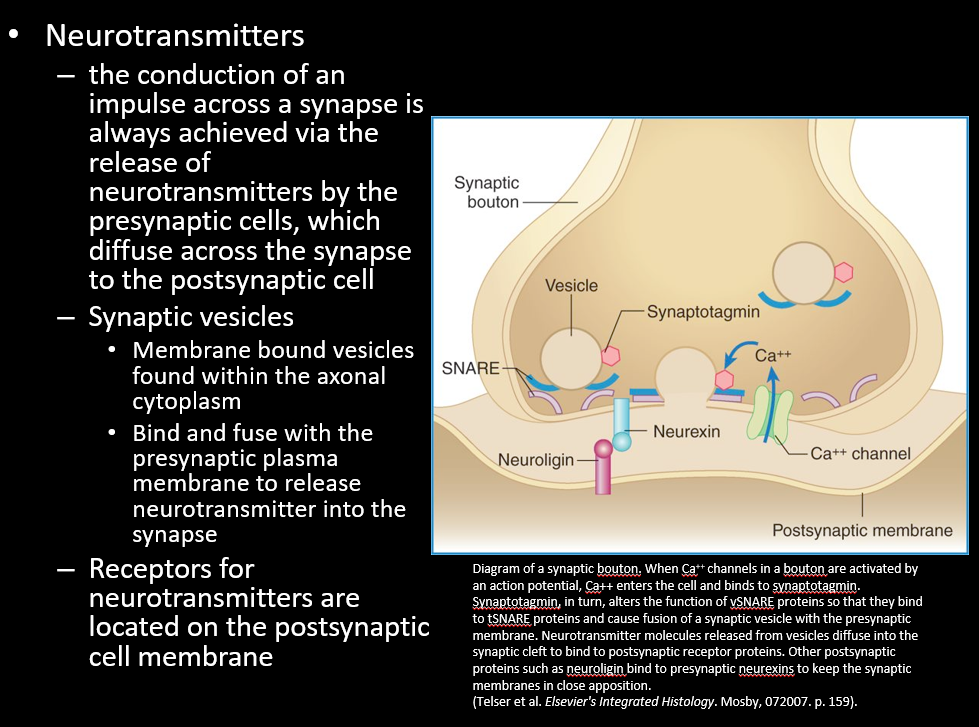 • Neurotransmitters
– the conduction of an
impulse across a synapse is
always achieved via the
release of
neurotransmitters by the
presynaptic cells, which
diffuse across the synapse
to the postsynaptic cell
– Synaptic vesicles
• Membrane bound vesicles
found within the axonal
cytoplasm
• Bind and fuse with the
presynaptic plasma
membrane to release
neurotransmitter into the
synapse
– Receptors for
neurotransmitters are
located on the postsynaptic
cell membrane
Synaptic
bouton
Vesicle
Synaptotagmin
SNARE
Ca++
Neurexin
Neuroligin
Ca++ channel
Postsynaptic membrane
Diagram of a synaptic bouton. When Ca++ channels in a bouton are activated by
an action potential, Ca++ enters the cell and binds to synaptotagmin.
Synaptotagmin, in turn, alters the function of vSNARE proteins so that they bind
to tSNARE proteins and cause fusion of a synaptic vesicle with the presynaptic
membrane. Neurotransmitter molecules released from vesicles diffuse into the
synaptic cleft to bind to postsynaptic receptor proteins. Other postsynaptic
proteins such as neuroligin bind to presynaptic neurexins to keep the synaptic
membranes in close apposition.
(Telser et al. Elsevier's Integrated Histology. Mosby, 072007. p. 159).